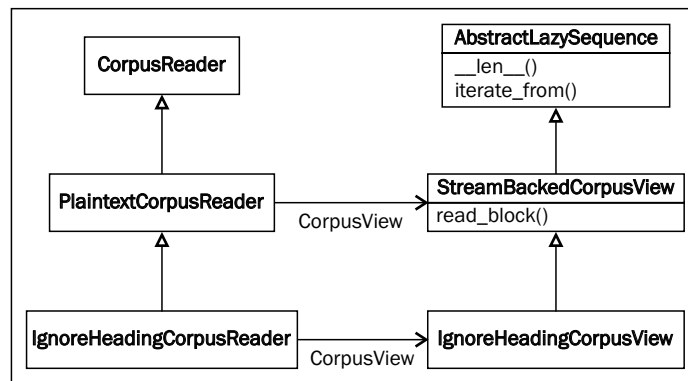 CorpusReader
AbstractLazySequence
__len__()
iterate_from()
PlaintextCorpusReader
CorpusView
StreamBackedCorpusView
read_block()
IgnoreHeadingCorpusReader
CorpusView
IgnoreHeadingCorpusView